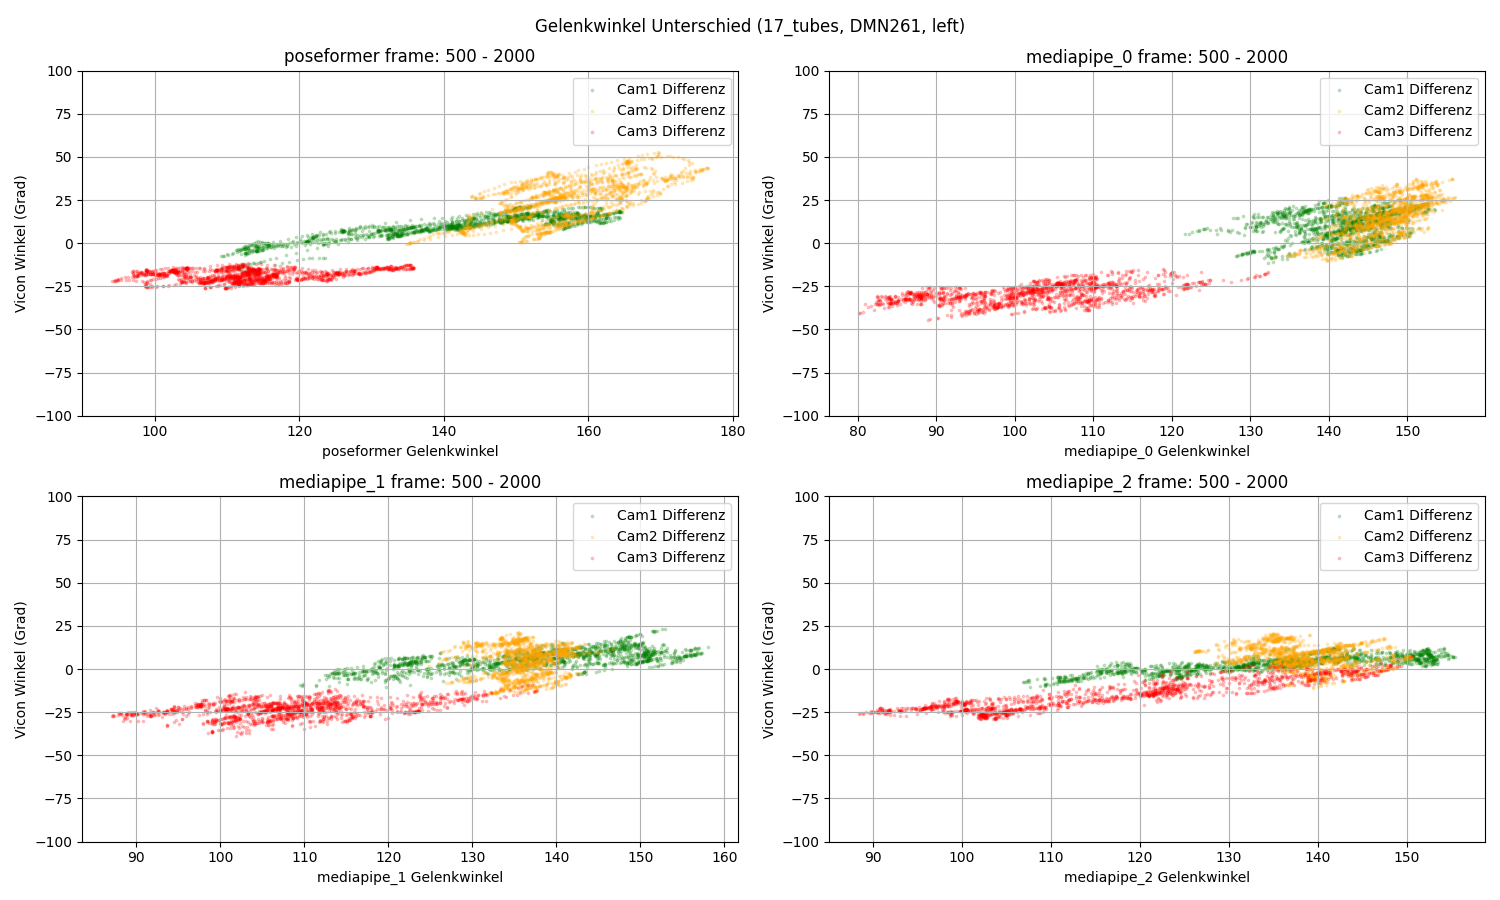 Gelenkwinkel Unterschied (17_tubes, DMN261, left)
poseformer frame: 500 - 2000
100
75
50
25
0
−25
−50
−75
−100
Vicon Winkel (Grad)
Cam1 Differenz
Cam2 Differenz
Cam3 Differenz
100 120 140 160 180
poseformer Gelenkwinkel
mediapipe_0 frame: 500 - 2000
100
75
50
25
0
−25
−50
−75
−100
Vicon Winkel (Grad)
Cam1 Differenz
Cam2 Differenz
Cam3 Differenz
80 90 100 110 120 130 140 150
mediapipe_0 Gelenkwinkel
mediapipe_1 frame: 500 - 2000
100
75
50
25
0
−25
−50
−75
−100
Vicon Winkel (Grad)
Cam1 Differenz
Cam2 Differenz
Cam3 Differenz
90 100 110 120 130 140 150 160
mediapipe_1 Gelenkwinkel
mediapipe_2 frame: 500 - 2000
100
75
50
25
0
−25
−50
−75
−100
Vicon Winkel (Grad)
Cam1 Differenz
Cam2 Differenz
Cam3 Differenz
90 100 110 120 130 140 150
mediapipe_2 Gelenkwinkel